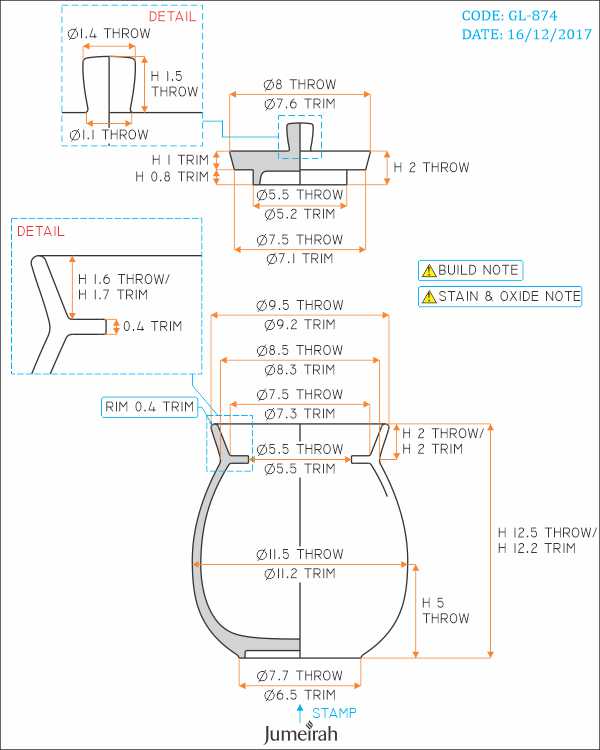 DETAIL
Ø1.4 THROW
H 1.5
THROW
Ø1.1 THROW
CODE: GL-874
DATE: 16/12/2017
Ø8 THROW
Ø7.6 TRIM
H 1 TRIM
H 0.8 TRIM
H 2 THROW
Ø5.5 THROW
Ø5.2 TRIM
Ø7.5 THROW
Ø7.1 TRIM
DETAIL
H 1.6 THROW/
H 1.7 TRIM
0.4 TRIM
BUILD NOTE
STAIN & OXIDE NOTE
Ø9.5 THROW
Ø9.2 TRIM
Ø8.5 THROW
Ø8.3 TRIM
Ø7.5 THROW
Ø7.3 TRIM
RIM 0.4 TRIM
H 2 THROW/
H 2 TRIM
Ø5.5 THROW
Ø5.5 TRIM
H 12.5 THROW/
H 12.2 TRIM
Ø11.5 THROW
Ø11.2 TRIM
H 5
THROW
Ø7.7 THROW
Ø6.5 TRIM
STAMP
Jumeirah